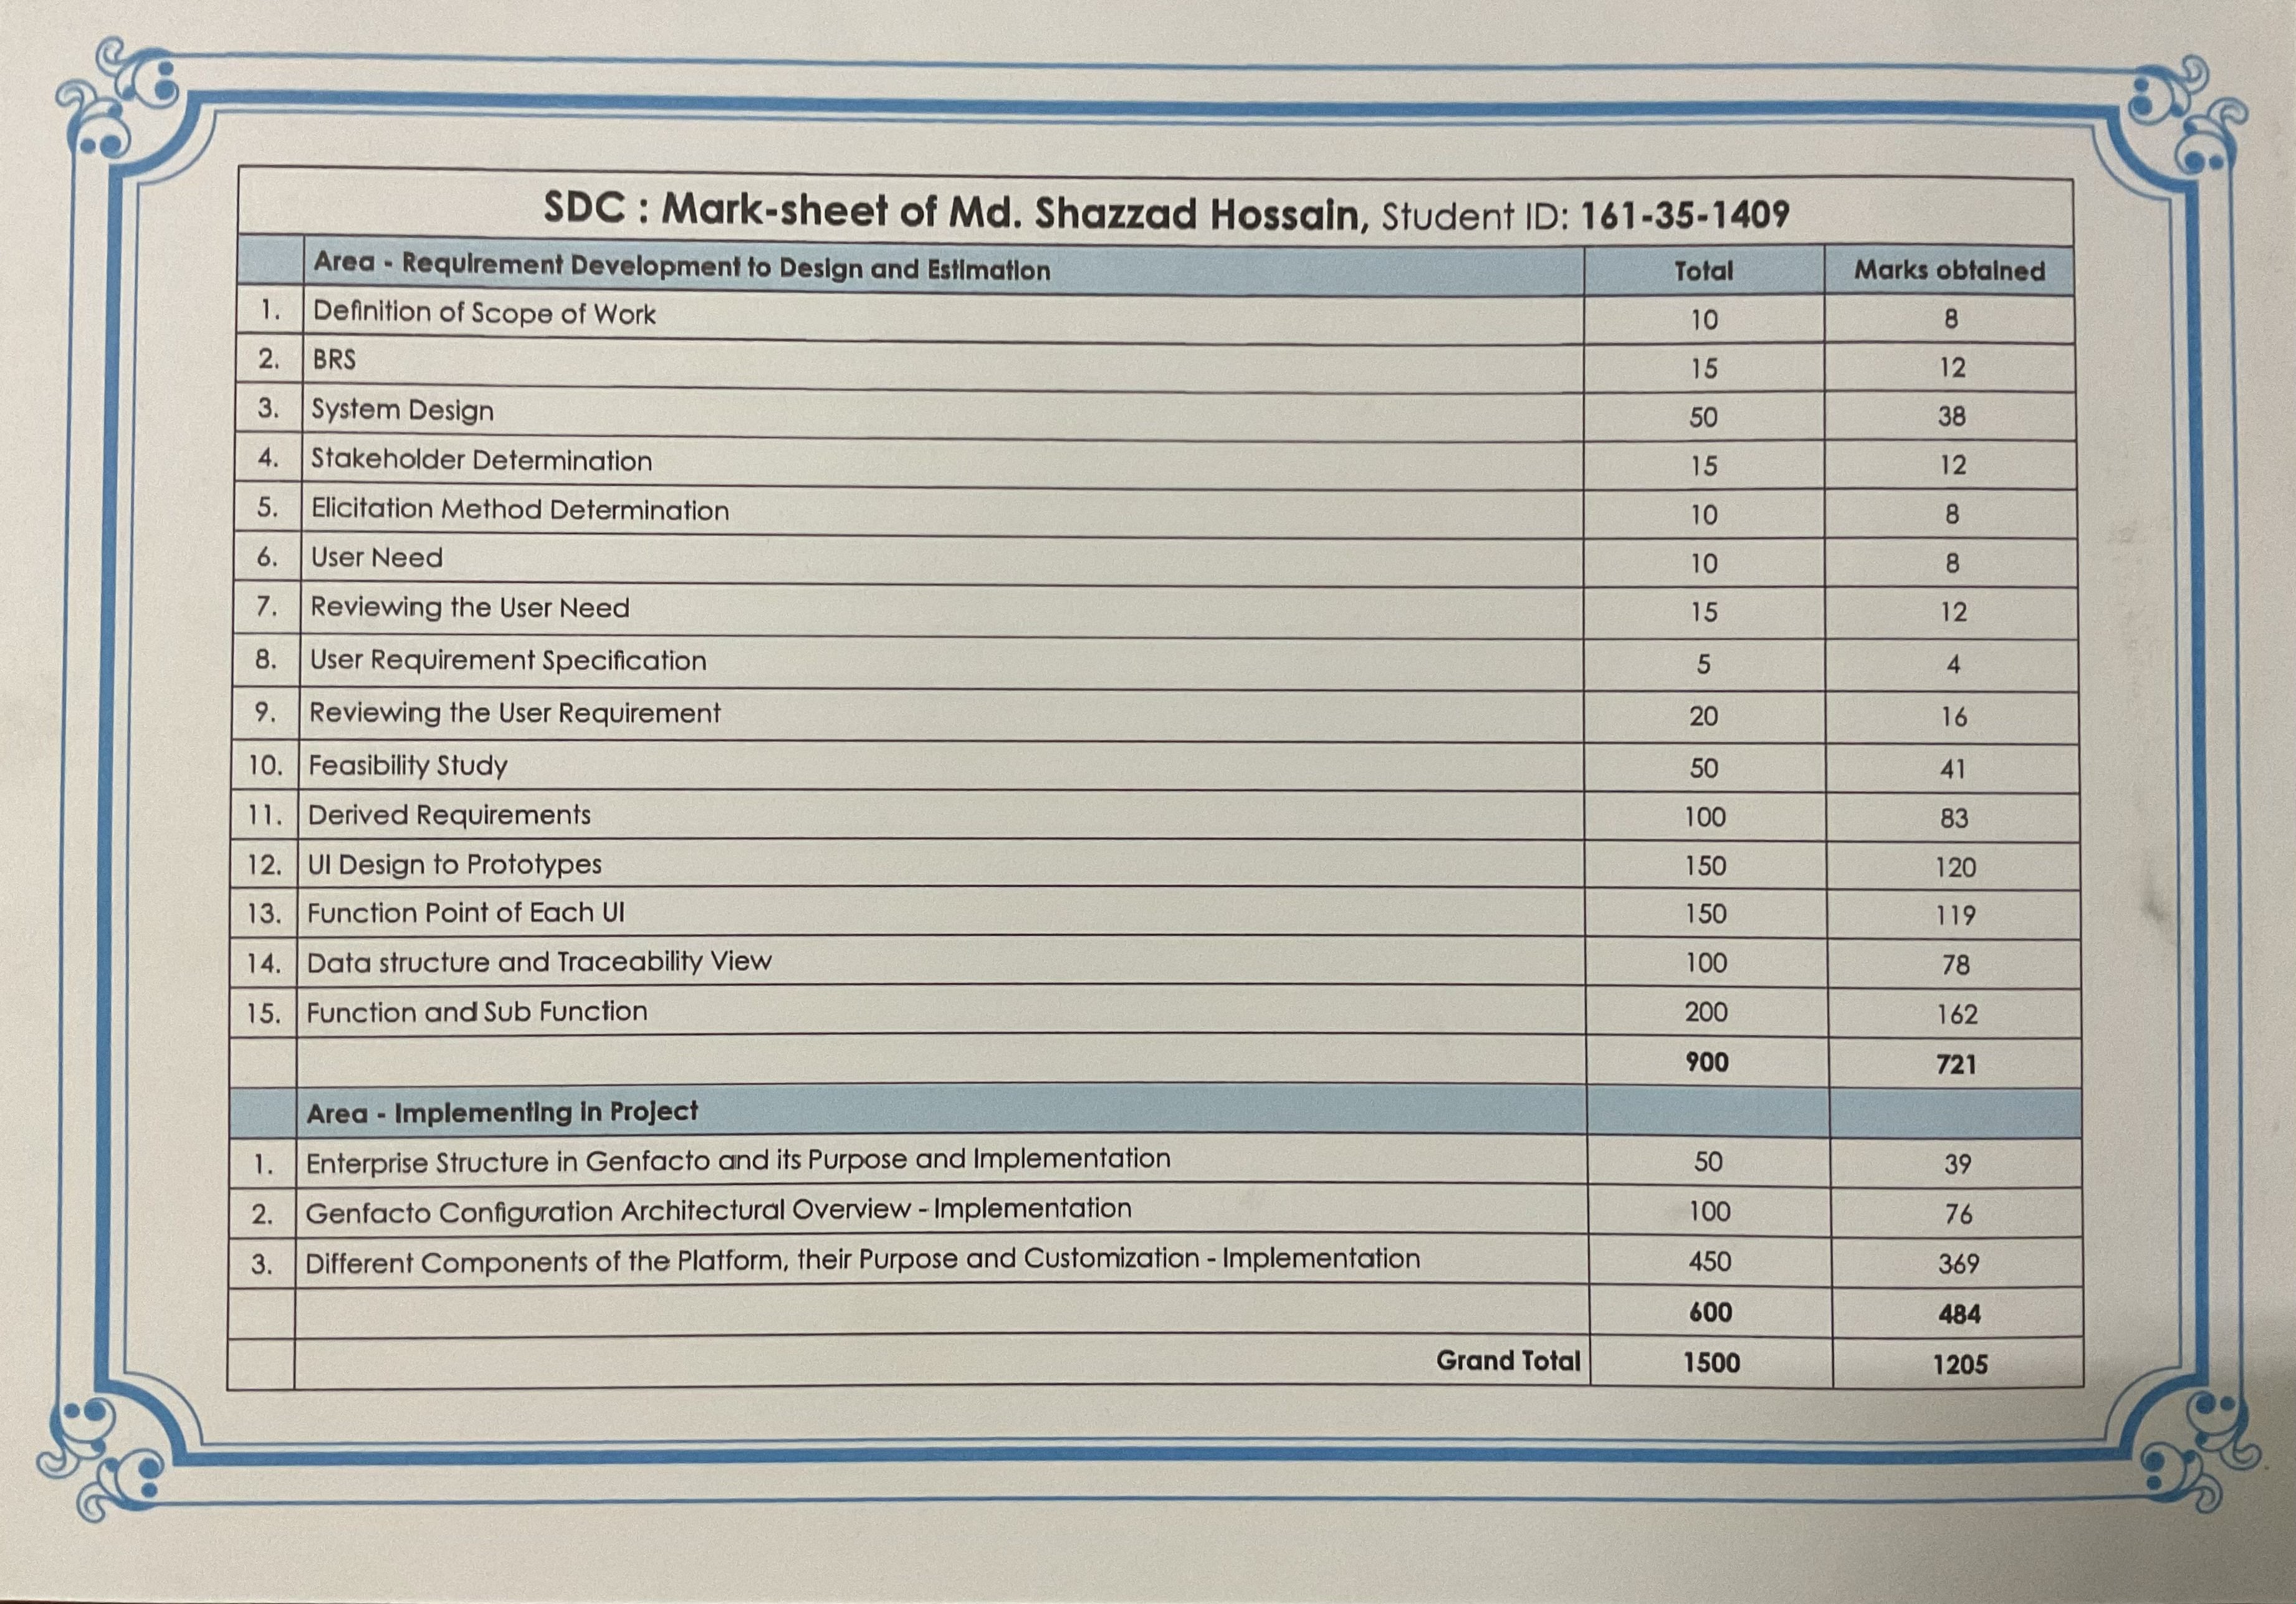 SDC : Mark-sheet of Md. Shazzad Hossain, Student ID: 161-35-1409
Area - Requirement Development to Design and Estimation Total Marks obtained
1. Definition of Scope of Work 10 8
2. BRS 15 12
3. System Design 50 38
4. Stakeholder Determination 15 12
5. Elicitation Method Determination 10 8
6. User Need 10 8
7. Reviewing the User Need 15 12
8. User Requirement Specification 5 4
9. Reviewing the User Requirement 20 16
10. Feasibility Study 50 41
11. Derived Requirements 100 83
12. UI Design to Prototypes 150 120
13. Function Point of Each UI 150 119
14. Data structure and Traceability View 100 78
15. Function and Sub Function 200 162
900 721
Area - Implementing in Project
1. Enterprise Structure in Genfacto and its Purpose and Implementation 50 39
2. Genfacto Configuration Architectural Overview - Implementation 100 76
3. Different Components of the Platform, their Purpose and Customization - Implementation 450 369
600 484
Grand Total 1500 1205